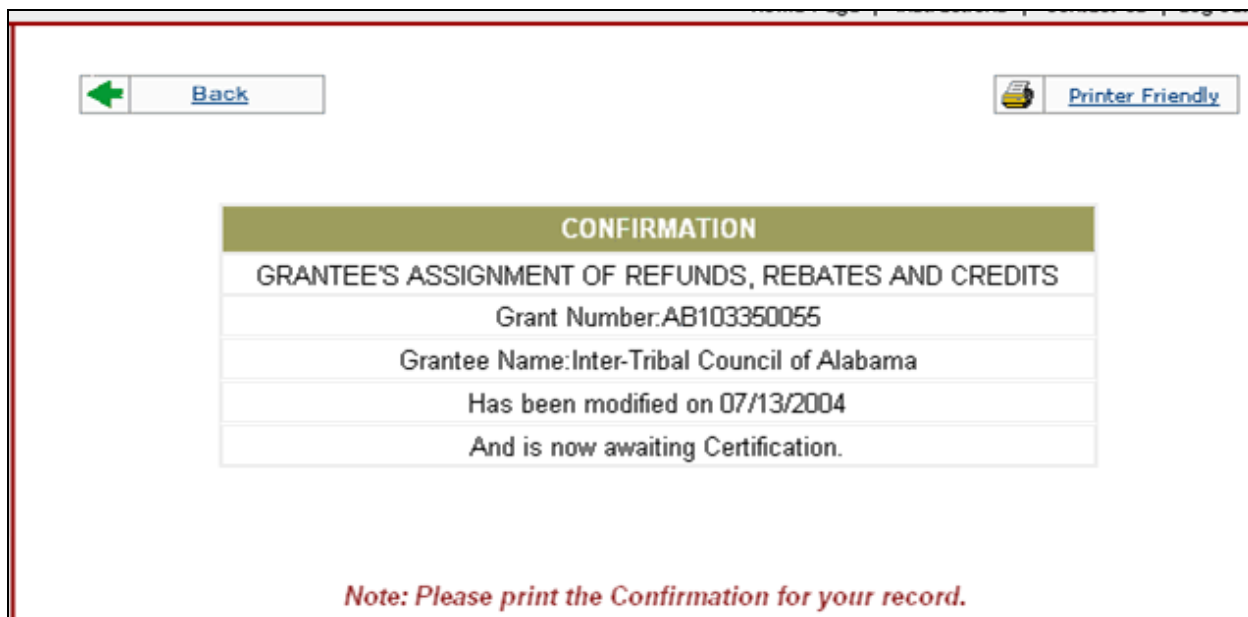 Back
Printer Friendly
CONFIRMATION
GRANTEE'S ASSIGNMENT OF REFUNDS, REBATES AND CREDITS
Grant Number:AB103350055
Grantee Name:Inter-Tribal Council of Alabama
Has been modified on 07/13/2004
And is now awaiting Certification.
Note: Please print the Confirmation for your record.